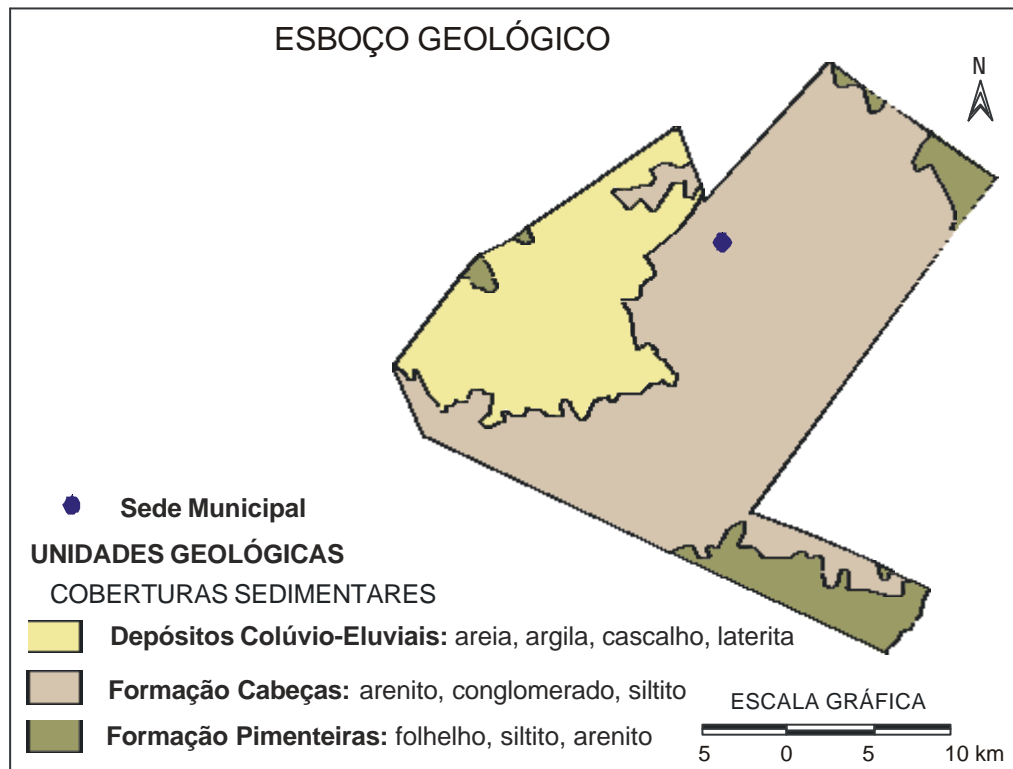 ESBOÇO GEOLÓGICO
N
Sede Municipal
UNIDADES GEOLÓGICAS
COBERTURAS SEDIMENTARES
Depósitos Colúvio-Eluviais: areia, argila, cascalho, laterita
Formação Cabeças: arenito, conglomerado, siltito
Formação Pimenteiras: folhelho, siltito, arenito
ESCALA GRÁFICA
5 0 5 10 km